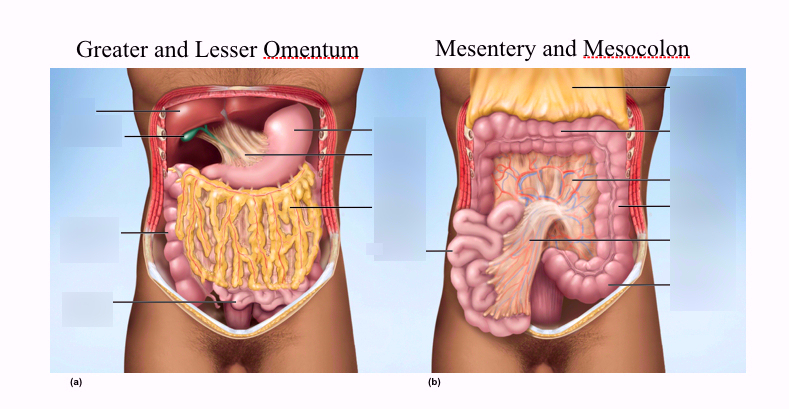 Greater and Lesser Omentum
Mesentery and Mesocolon
(a)
(b)